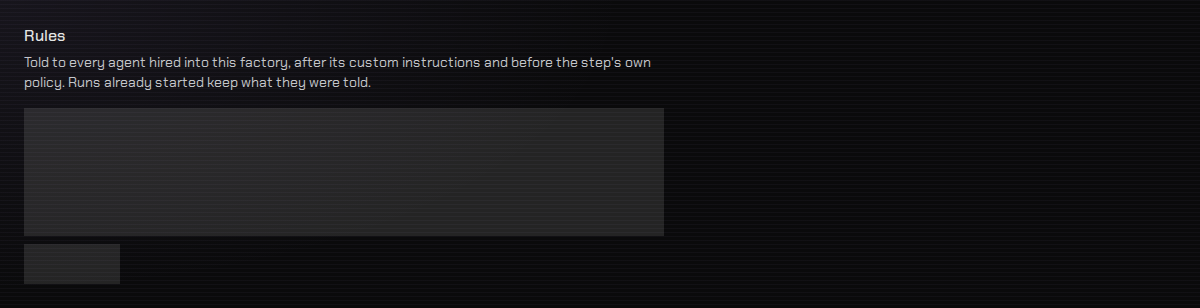 Rules
Told to every agent hired into this factory, after its custom instructions and before the step's own
policy. Runs already started keep what they were told.